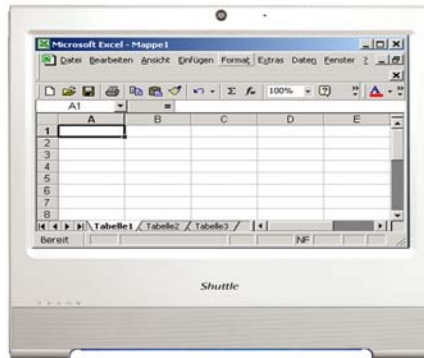 Microsoft Excel - Mappe1
Datei Bearbeiten Ansicht Einfügen Format Extras Daten Fenster ?
100%
A1 =
A B C D E
1
2
3
4
5
6
7
8
Tabelle1 Tabelle2 Tabelle3
Bereit NF
Shuttle